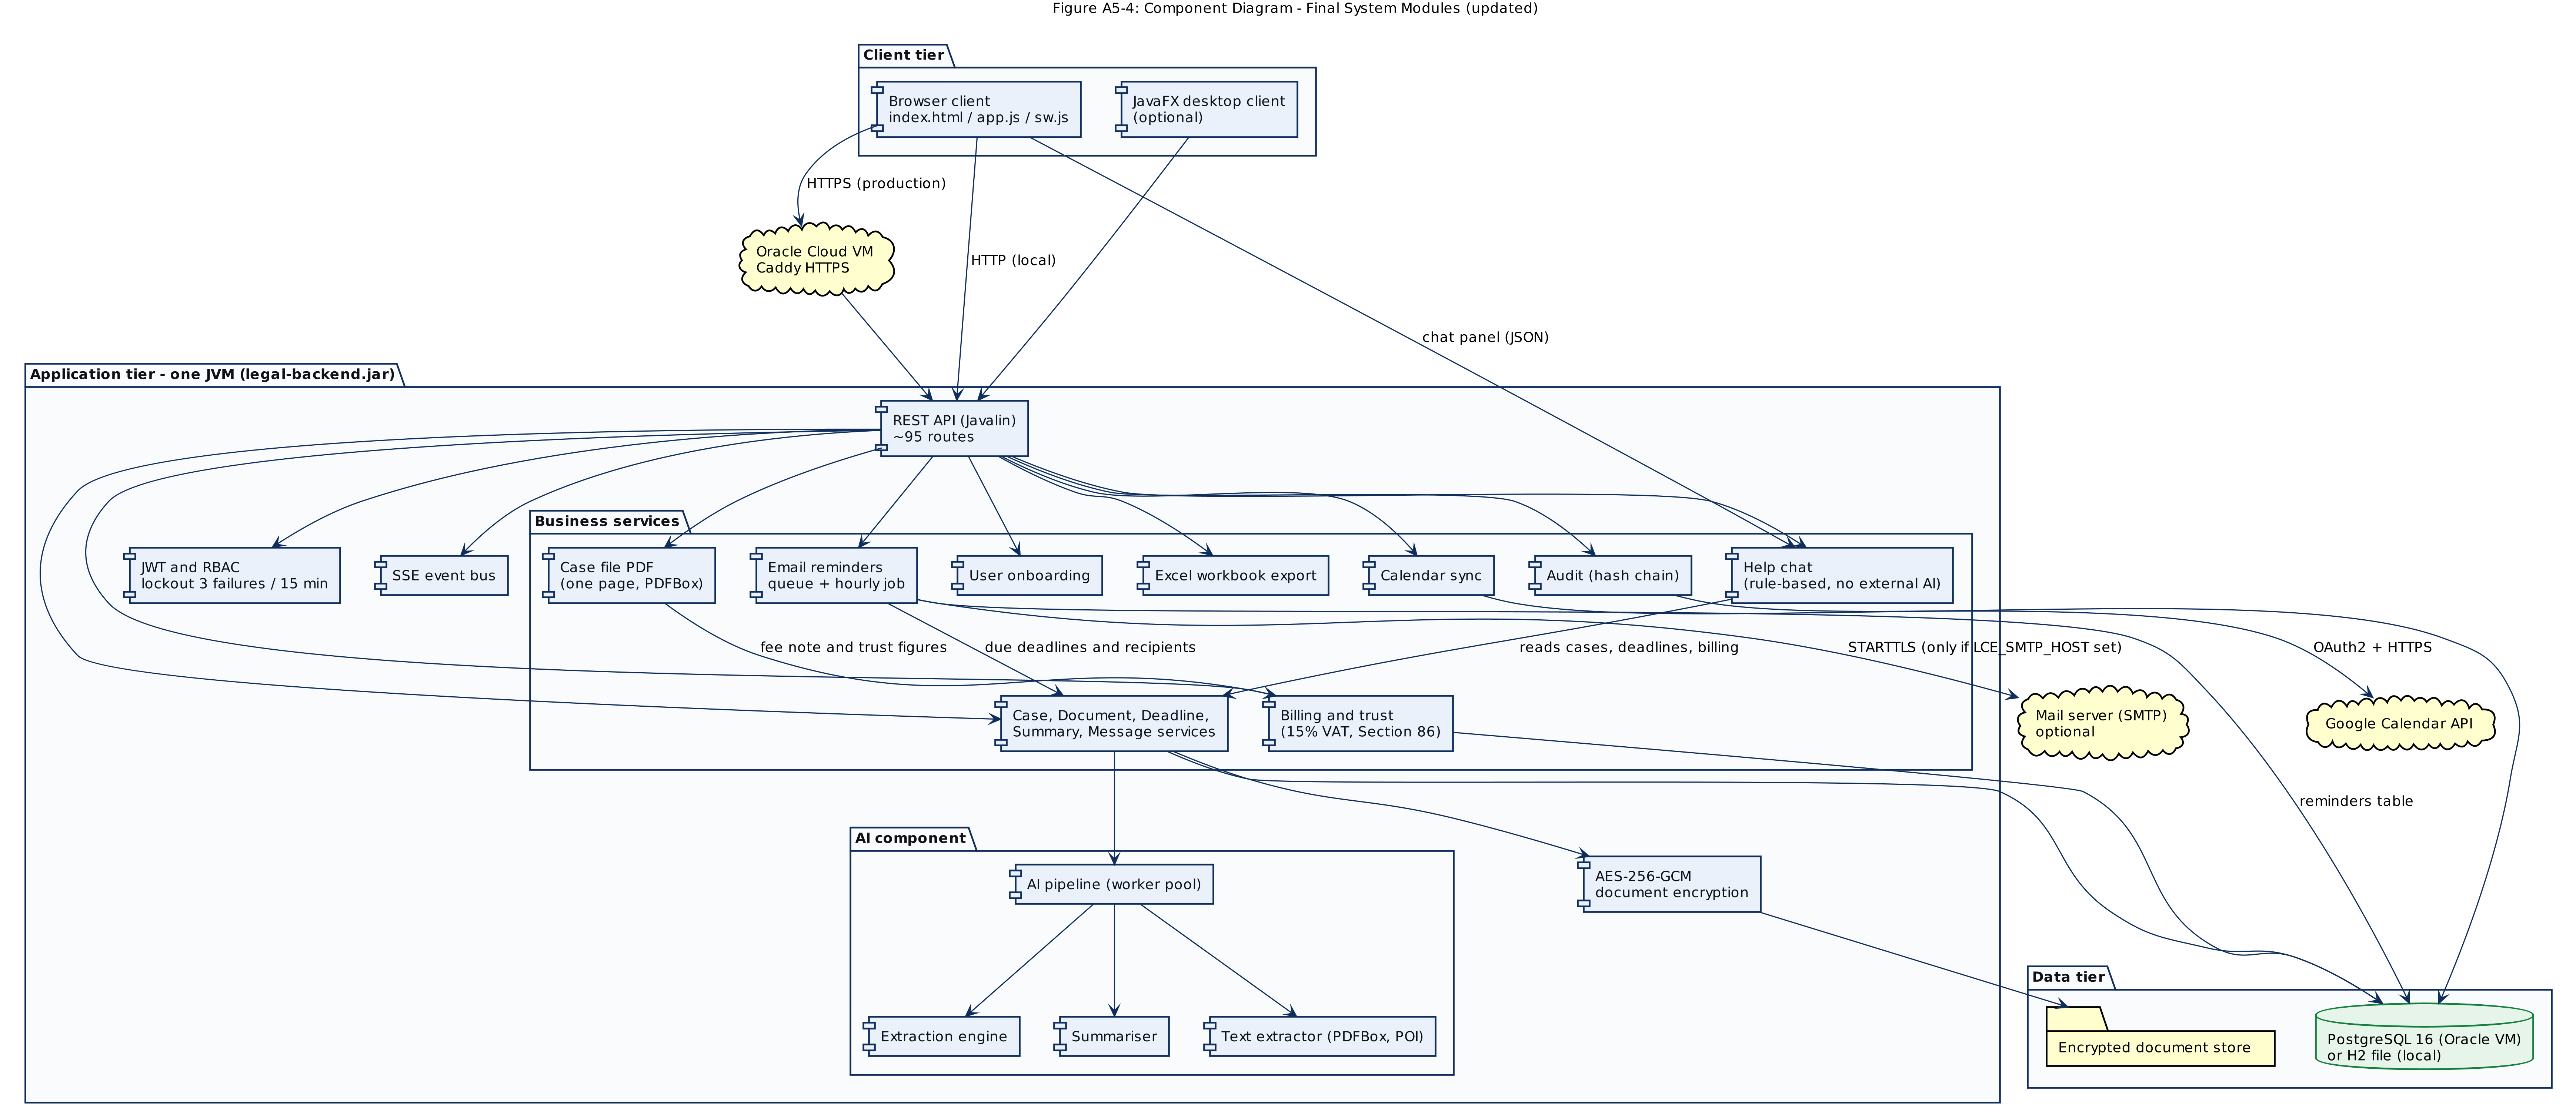 Figure A5-4: Component Diagram - Final System Modules (updated)
Client tier
Browser client
index.html / app.js / sw.js
JavaFX desktop client
(optional)
HTTPS (production)
Oracle Cloud VM
Caddy HTTPS
HTTP (local)
chat panel (JSON)
Application tier - one JVM (legal-backend.jar)
REST API (Javalin)
~95 routes
Business services
JWT and RBAC
lockout 3 failures / 15 min
SSE event bus
Case file PDF
(one page, PDFBox)
Email reminders
queue + hourly job
User onboarding
Excel workbook export
Calendar sync
Audit (hash chain)
Help chat
(rule-based, no external AI)
fee note and trust figures
due deadlines and recipients
reads cases, deadlines, billing
STARTTLS (only if LCE_SMTP_HOST set)
OAuth2 + HTTPS
Case, Document, Deadline,
Summary, Message services
Billing and trust
(15% VAT, Section 86)
Mail server (SMTP)
optional
Google Calendar API
reminders table
AI component
AI pipeline (worker pool)
AES-256-GCM
document encryption
Extraction engine
Summariser
Text extractor (PDFBox, POI)
Data tier
Encrypted document store
PostgreSQL 16 (Oracle VM)
or H2 file (local)